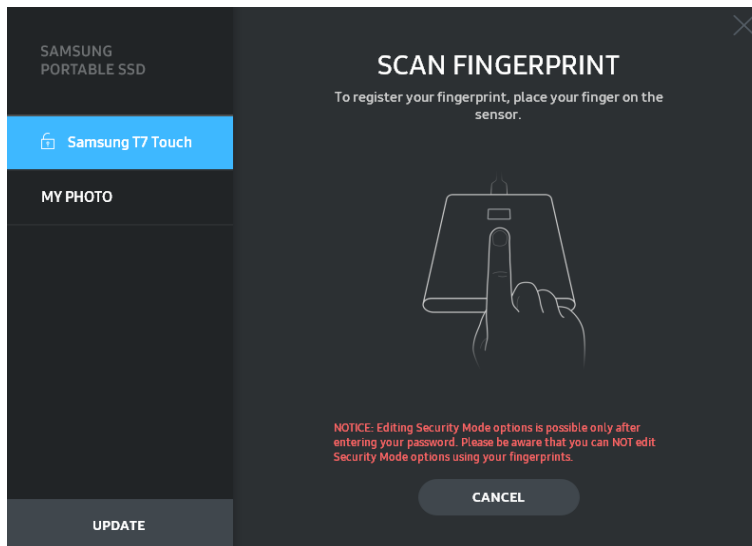 SAMSUNG
PORTABLE SSD
Samsung T7 Touch
MY PHOTO
UPDATE
SCAN FINGERPRINT
To register your fingerprint, place your finger on the
sensor.
NOTICE: Editing Security Mode options is possible only after
entering your password. Please be aware that you can NOT edit
Security Mode options using your fingerprints.
CANCEL